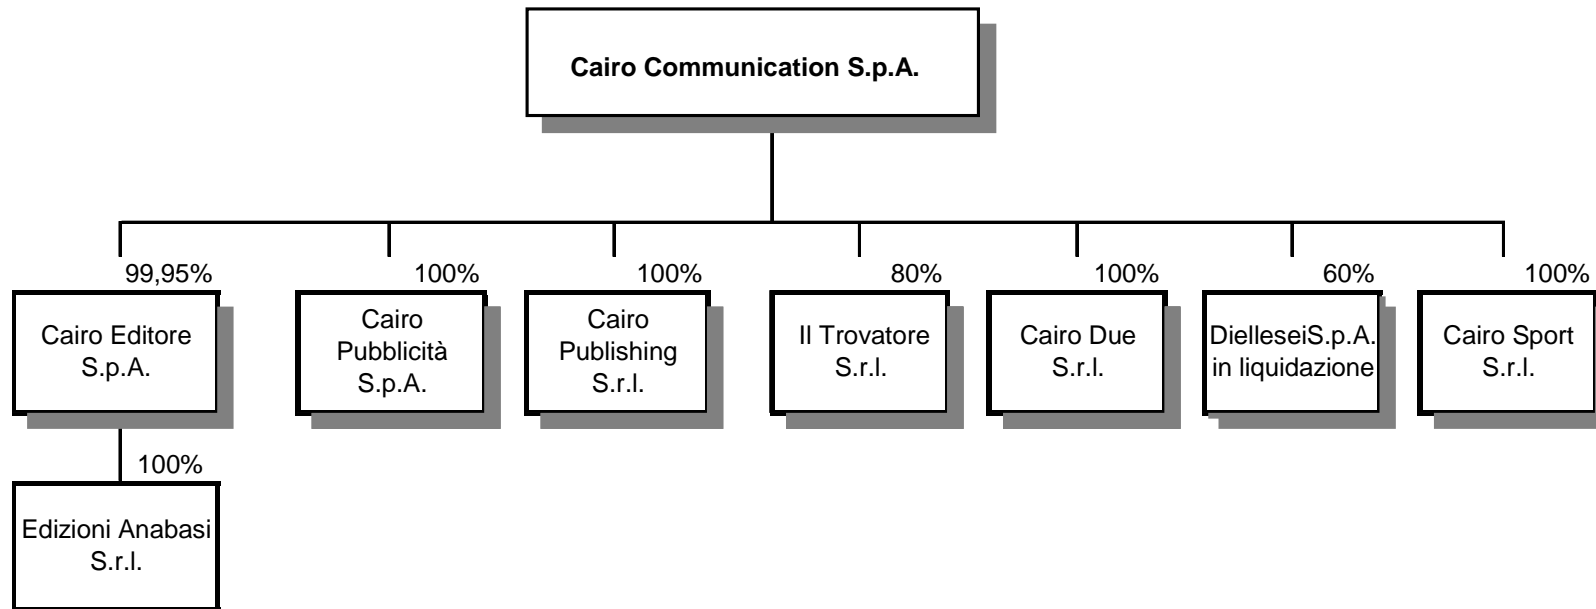 Cairo Communication S.p.A.
99,95%
100%
100%
80%
100%
60%
100%
Cairo Editore
S.p.A.
Cairo
Pubblicità
S.p.A.
Cairo
Publishing
S.r.l.
Il Trovatore
S.r.l.
Cairo Due
S.r.l.
DielleseiS.p.A.
in liquidazione
Cairo Sport
S.r.l.
100%
Edizioni Anabasi
S.r.l.